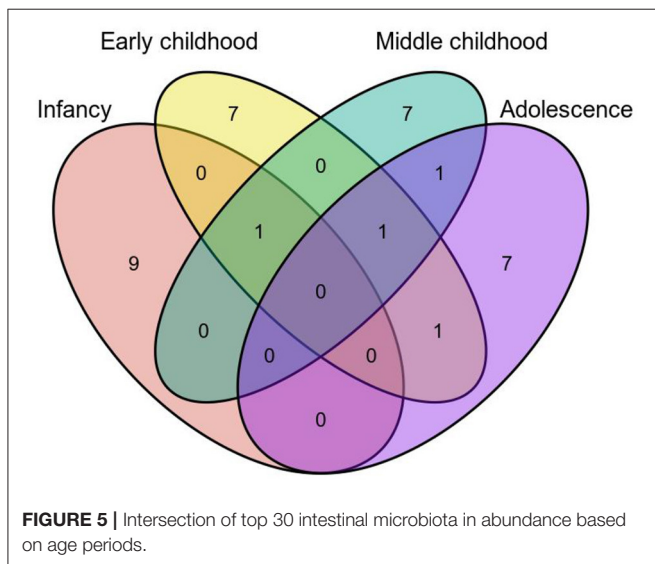 Early childhood Middle childhood
Infancy Adolescence
7 7
0 0 1
1 1
9 7
0
0 1
0 0
0
FIGURE 5 | Intersection of top 30 intestinal microbiota in abundance based
on age periods.